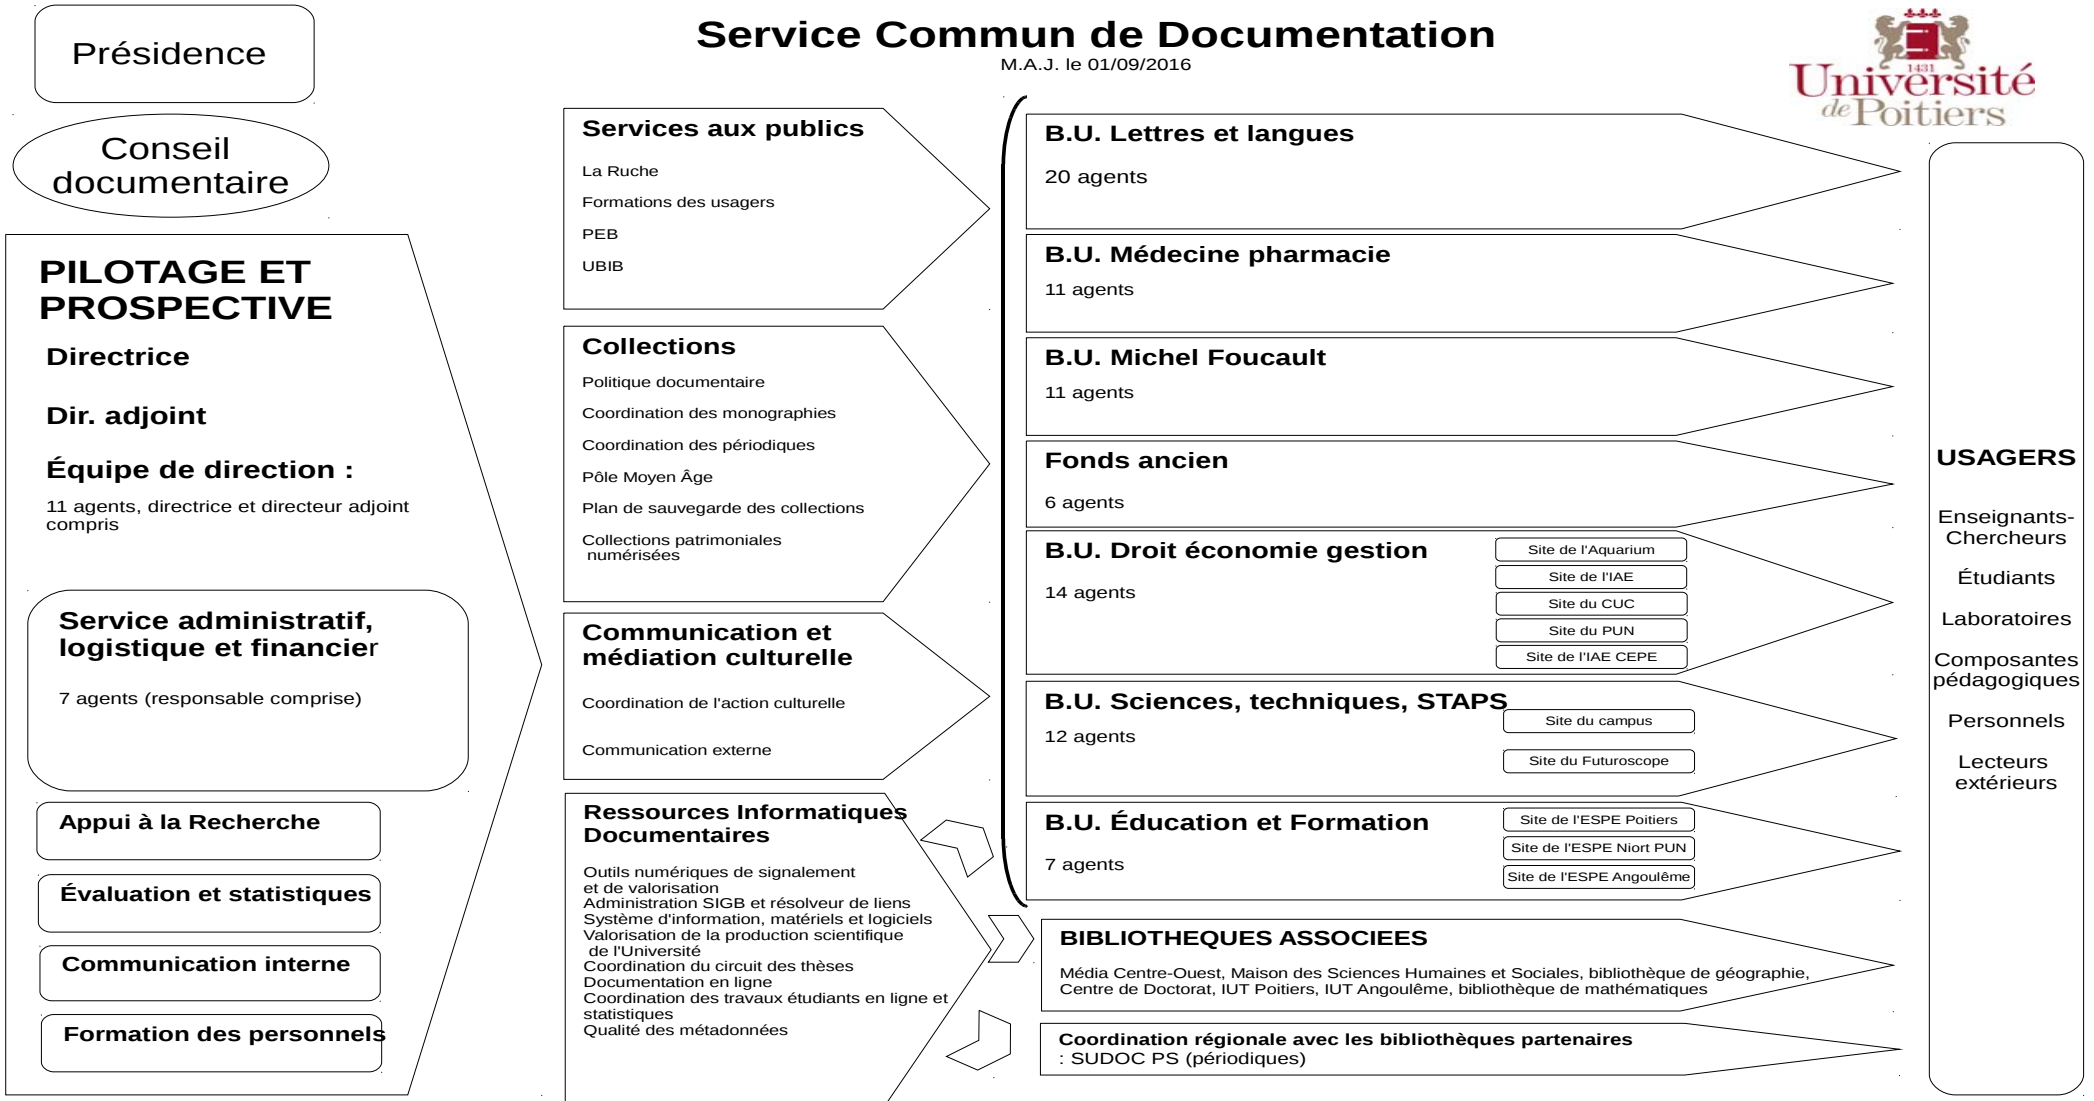 Présidence
Conseil
documentaire
Service Commun de Documentation
M.A.J. le 01/09/2016
1431
Université
de Poitiers
PILOTAGE ET
PROSPECTIVE
Directrice
Dir. adjoint
Équipe de direction :
11 agents, directrice et directeur adjoint
compris
Service administratif,
logistique et financier
7 agents (responsable comprise)
Appui à la Recherche
Évaluation et statistiques
Communication interne
Formation des personnels
Services aux publics
La Ruche
Formations des usagers
PEB
UBIB
Collections
Politique documentaire
Coordination des monographies
Coordination des périodiques
Pôle Moyen Âge
Plan de sauvegarde des collections
Collections patrimoniales
numérisées
Communication et
médiation culturelle
Coordination de l'action culturelle
Communication externe
Ressources Informatiques
Documentaires
Outils numériques de signalement
et de valorisation
Administration SIGB et résolveur de liens
Système d'information, matériels et logiciels
Valorisation de la production scientifique
de l'Université
Coordination du circuit des thèses
Documentation en ligne
Coordination des travaux étudiants en ligne et
statistiques
Qualité des métadonnées
B.U. Lettres et langues
20 agents
B.U. Médecine pharmacie
11 agents
B.U. Michel Foucault
11 agents
Fonds ancien
6 agents
B.U. Droit économie gestion
14 agents
Site de l'Aquarium
Site de l'IAE
Site du CUC
Site du PUN
Site de l'IAE CEPE
B.U. Sciences, techniques, STAPS
12 agents
Site du campus
Site du Futuroscope
B.U. Éducation et Formation
7 agents
Site de l'ESPE Poitiers
Site de l'ESPE Niort PUN
Site de l'ESPE Angoulême
BIBLIOTHEQUES ASSOCIEES
Média Centre-Ouest, Maison des Sciences Humaines et Sociales, bibliothèque de géographie,
Centre de Doctorat, IUT Poitiers, IUT Angoulême, bibliothèque de mathématiques
Coordination régionale avec les bibliothèques partenaires
: SUDOC PS (périodiques)
USAGERS
Enseignants-
Chercheurs
Étudiants
Laboratoires
Composantes
pédagogiques
Personnels
Lecteurs
extérieurs